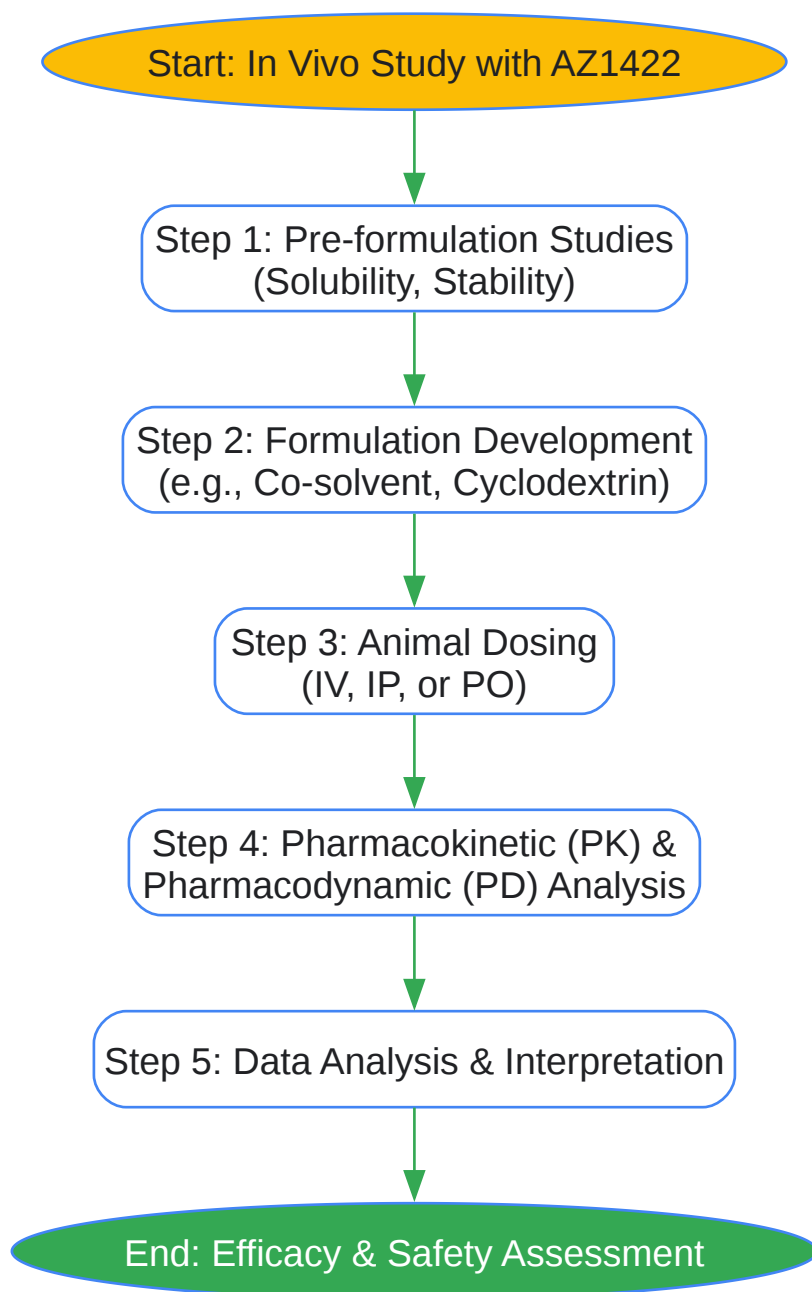 Start: In Vivo Study with AZ1422
Step 1: Pre-formulation Studies
(Solubility, Stability)
Step 2: Formulation Development
(e.g., Co-solvent, Cyclodextrin)
Step 3: Animal Dosing
(IV, IP, or PO)
Step 4: Pharmacokinetic (PK) &
Pharmacodynamic (PD) Analysis
Step 5: Data Analysis & Interpretation
End: Efficacy & Safety Assessment